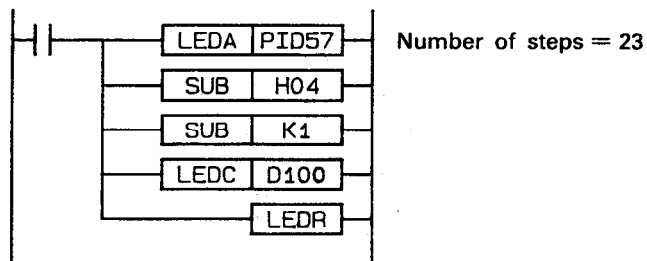 LEDA PID57 Number of steps = 23
SUB H04
SUB K1
LEDC D100
LEDR